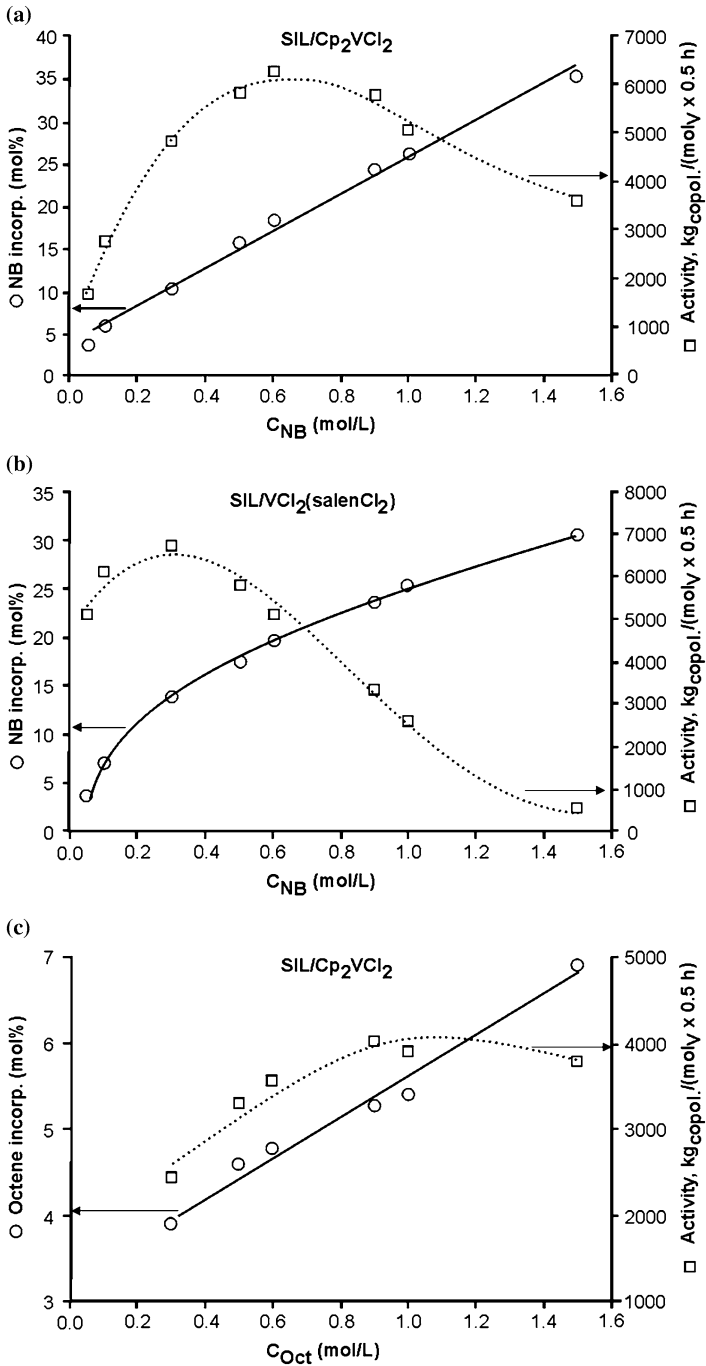 (a)
SIL/Cp2VCl2
40
35
30
25
20
15
10
5
0
○ NB incorp. (mol%)
7000
6000
5000
4000
3000
2000
1000
0
□ Activity, kgcopol./(molV x 0.5 h)
0.0 0.2 0.4 0.6 0.8 1.0 1.2 1.4 1.6
CNB (mol/L)
(b)
SIL/VCl2(salenCl2)
35
30
25
20
15
10
5
0
○ NB incorp. (mol%)
8000
7000
6000
5000
4000
3000
2000
1000
0
□ Activity, kgcopol./(molV x 0.5 h)
0.0 0.2 0.4 0.6 0.8 1.0 1.2 1.4 1.6
CNB (mol/L)
(c)
SIL/Cp2VCl2
7
6
5
4
3
○ Octene incorp. (mol%)
5000
4000
3000
2000
1000
□ Activity, kgcopol./(molV x 0.5 h)
0.0 0.2 0.4 0.6 0.8 1.0 1.2 1.4 1.6
COct (mol/L)